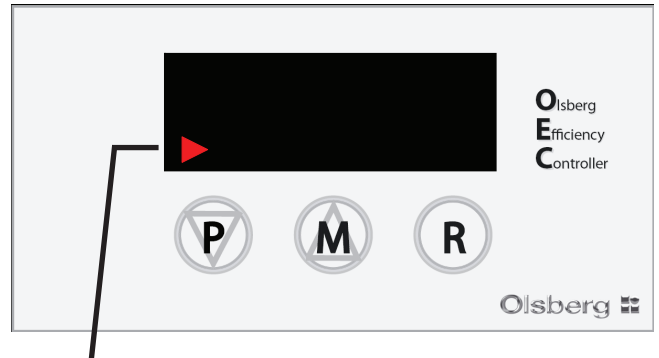 Olsberg
Efficiency
Controller
P M R
Olsberg